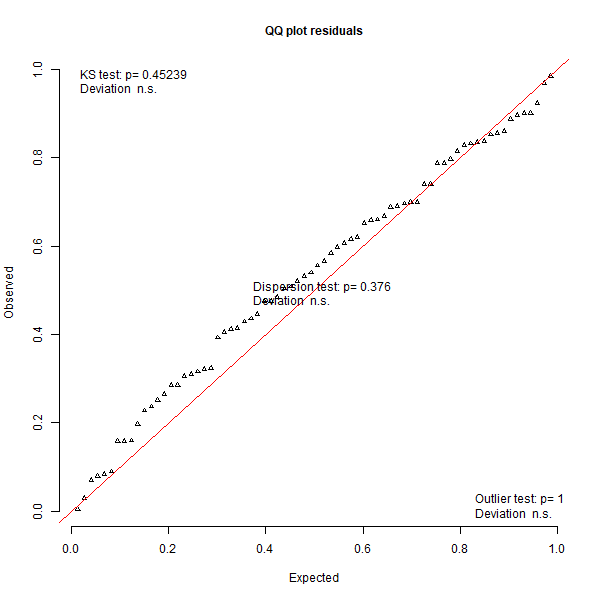 QQ plot residuals
KS test: p= 0.45239
Deviation n.s.
Dispersion test: p= 0.376
Deviation n.s.
Outlier test: p= 1
Deviation n.s.
Observed
0.0
0.2
0.4
0.6
0.8
1.0
0.0 0.2 0.4 0.6 0.8 1.0
Expected